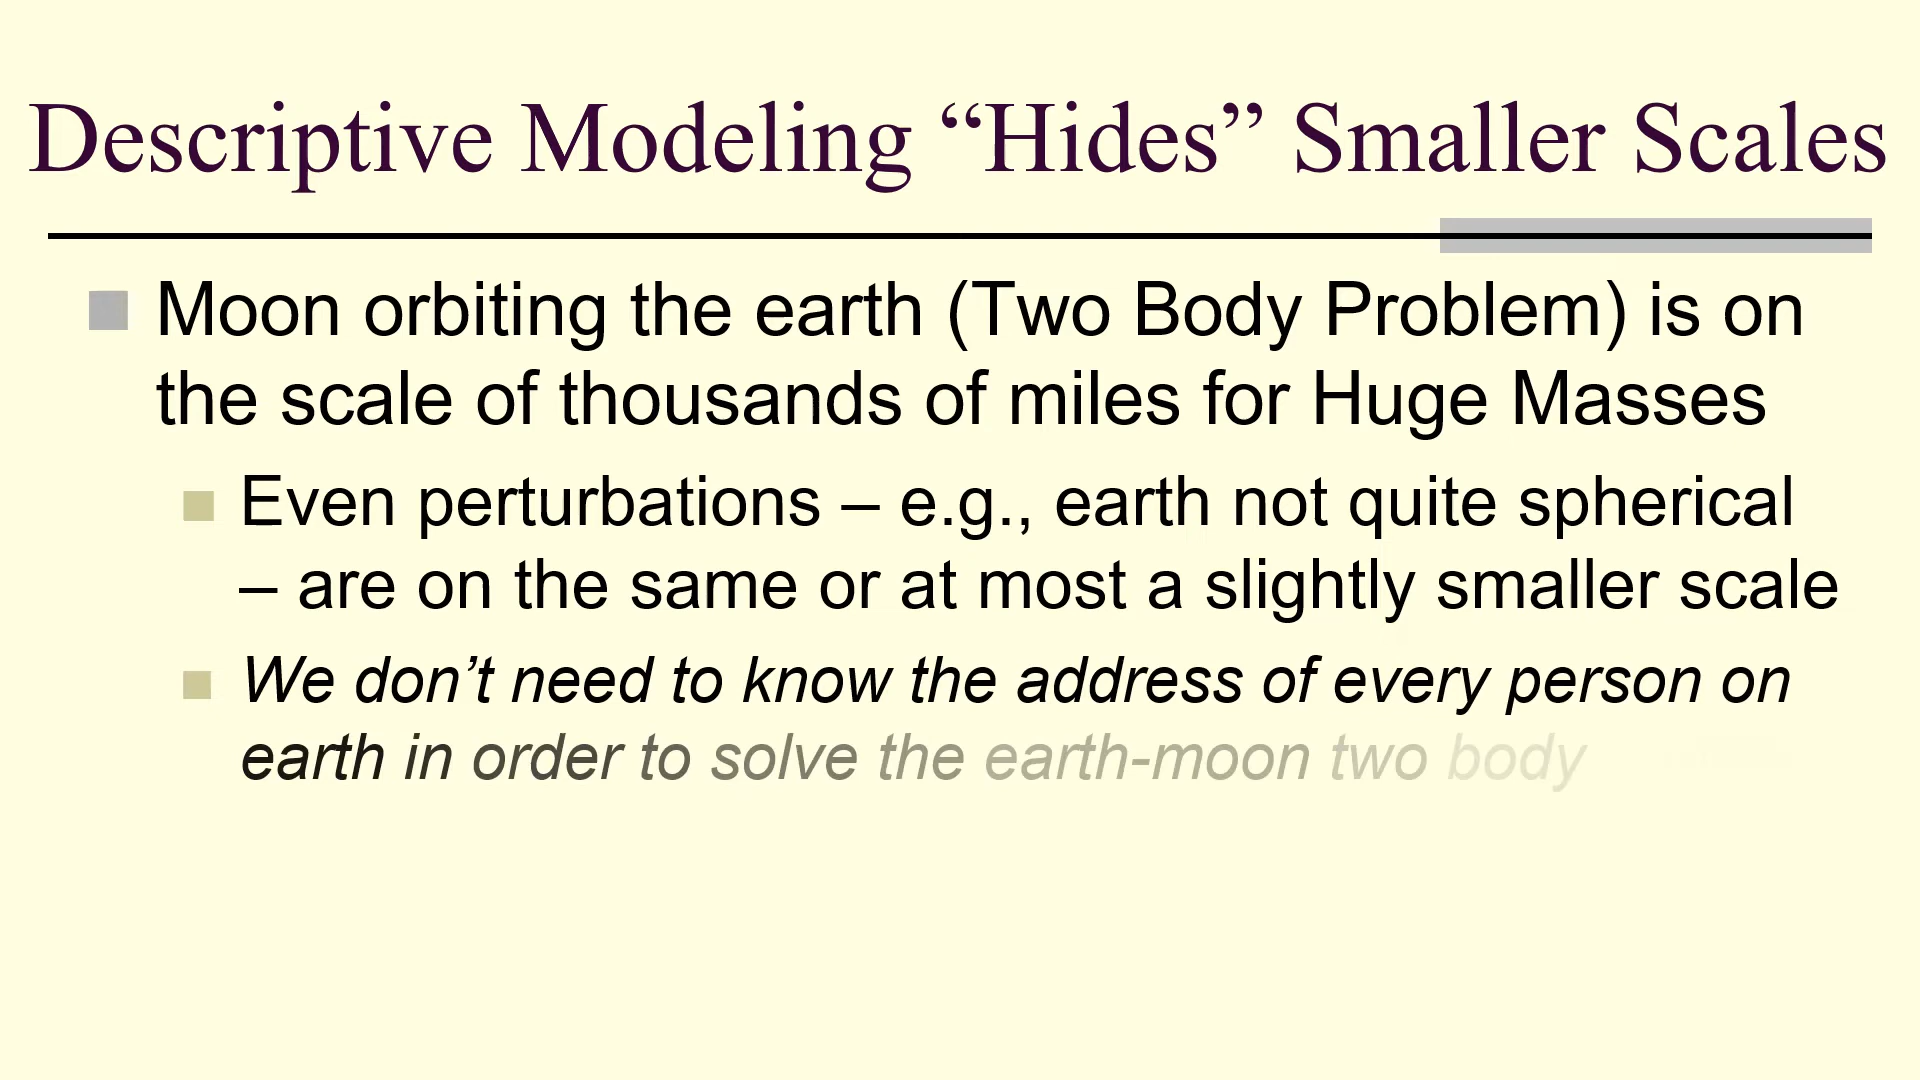 Descriptive Modeling “Hides” Smaller Scales
Moon orbiting the earth (Two Body Problem) is on
the scale of thousands of miles for Huge Masses
Even perturbations – e.g., earth not quite spherical
– are on the same or at most a slightly smaller scale
We don’t need to know the address of every person on
earth in order to solve the earth-moon two body